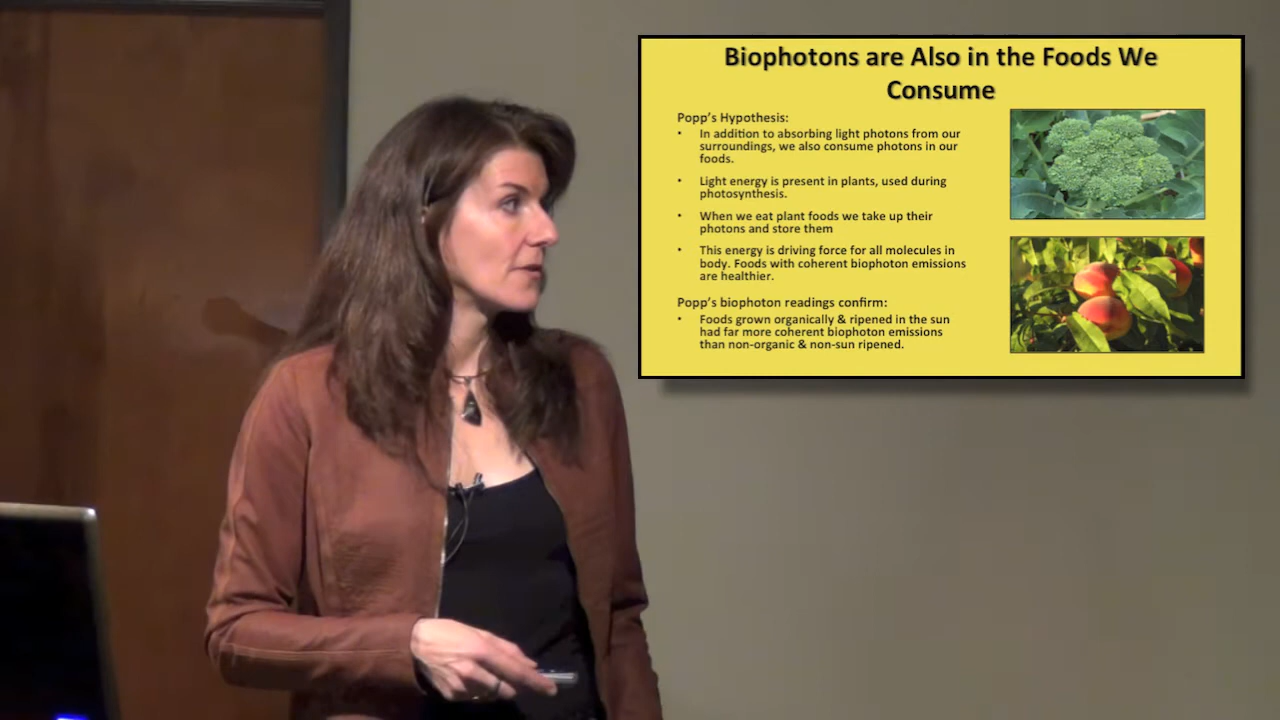 Biophotons are Also in the Foods We
Consume
Popp's Hypothesis:
• In addition to absorbing light photons from our
surroundings, we also consume photons in our
foods.
• Light energy is present in plants, used during
photosynthesis.
• When we eat plant foods we take up their
photons and store them
• This energy is driving force for all molecules in
body. Foods with coherent biophoton emissions
are healthier.
Popp's biophoton readings confirm:
• Foods grown organically & ripened in the sun
had far more coherent biophoton emissions
than non-organic & non-sun ripened.